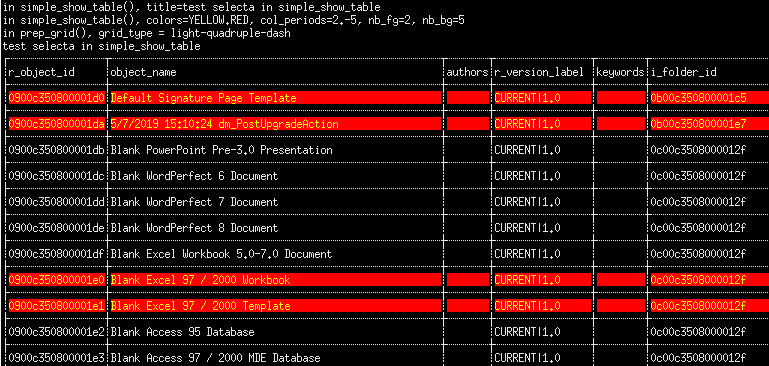 in simple_show_table(), title=test selecta in simple_show_table
in simple_show_table(), colors=YELLOW.RED, col_periods=2.-5, nb_fg=2, nb_bg=5
in prep_grid(), grid_type = light-quadruple-dash
test selecta in simple_show_table
r_object_id object_name authors r_version_label keywords i_folder_id
0900c350800001d0 Default Signature Page Template CURRENT|1.0 0b00c350800001c5
0900c350800001da 5/7/2019 15:10:24 dm_PostUpgradeAction CURRENT|1.0 0b00c350800001e7
0900c350800001db Blank PowerPoint Pre-3.0 Presentation CURRENT|1.0 0c00c3508000012f
0900c350800001dc Blank WordPerfect 6 Document CURRENT|1.0 0c00c3508000012f
0900c350800001dd Blank WordPerfect 7 Document CURRENT|1.0 0c00c3508000012f
0900c350800001de Blank WordPerfect 8 Document CURRENT|1.0 0c00c3508000012f
0900c350800001df Blank Excel Workbook 5.0-7.0 Document CURRENT|1.0 0c00c3508000012f
0900c350800001e0 Blank Excel 97 / 2000 Workbook CURRENT|1.0 0c00c3508000012f
0900c350800001e1 Blank Excel 97 / 2000 Template CURRENT|1.0 0c00c3508000012f
0900c350800001e2 Blank Access 95 Database CURRENT|1.0 0c00c3508000012f
0900c350800001e3 Blank Access 97 / 2000 MDE Database CURRENT|1.0 0c00c3508000012f